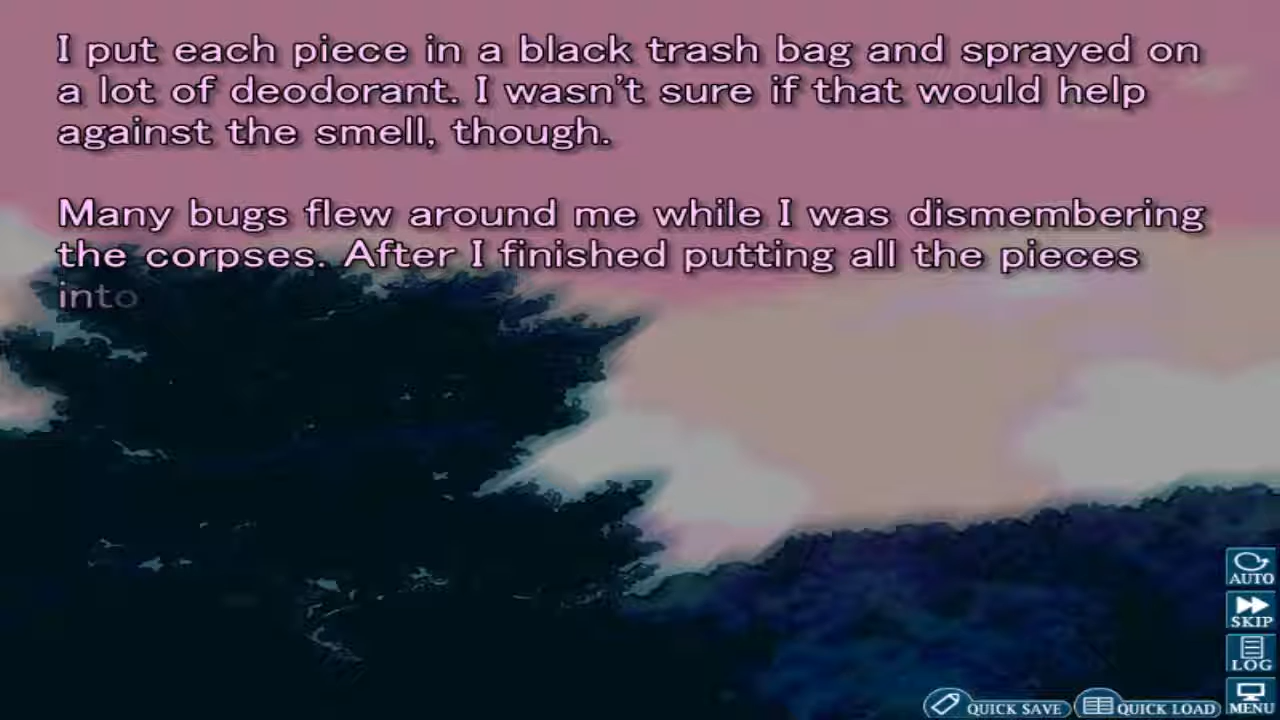 I put each piece in a black trash bag and sprayed on
a lot of deodorant. I wasn't sure if that would help
against the smell, though.
Many bugs flew around me while I was dismembering
the corpses. After I finished putting all the pieces
into
AUTO
SKIP
LOG
MENU
QUICK SAVE
QUICK LOAD